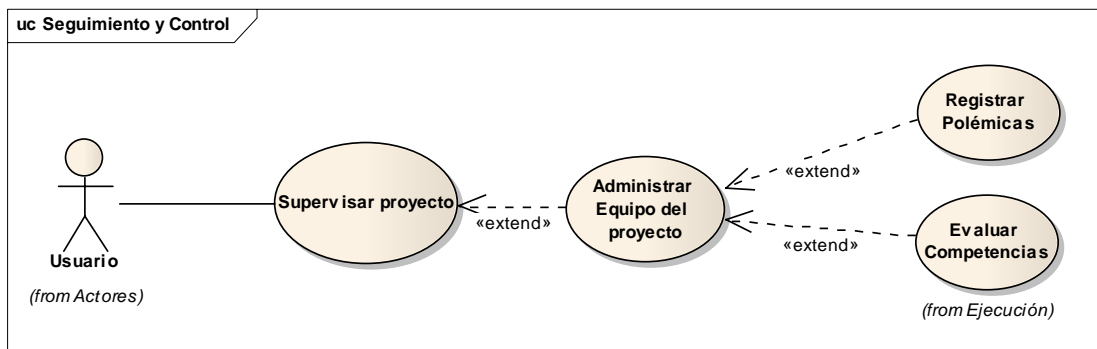 uc Seguimiento y Control
Registrar
Polémicas
«extend»
Administrar
Equipo del
proyecto
Supervisar proyecto
«extend»
Evaluar
Competencias
«extend»
Usuario
(from Actores)
(from Ejecución)